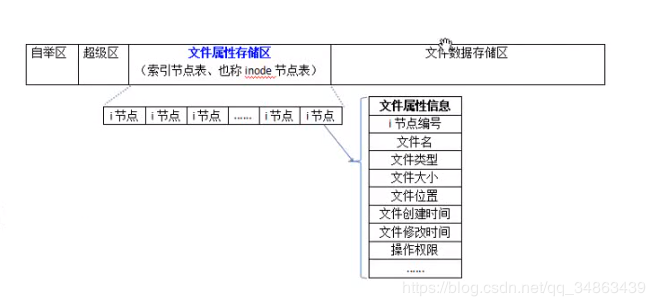 自举区
超级区
文件属性存储区
(索引节点表、也称 inode 节点表)
文件数据存储区
i 节点
i 节点
i 节点
......
i 节点
i 节点
文件属性信息
i 节点编号
文件名
文件类型
文件大小
文件位置
文件创建时间
文件修改时间
操作权限
......
https://blog.csdn.net/qq_34863439